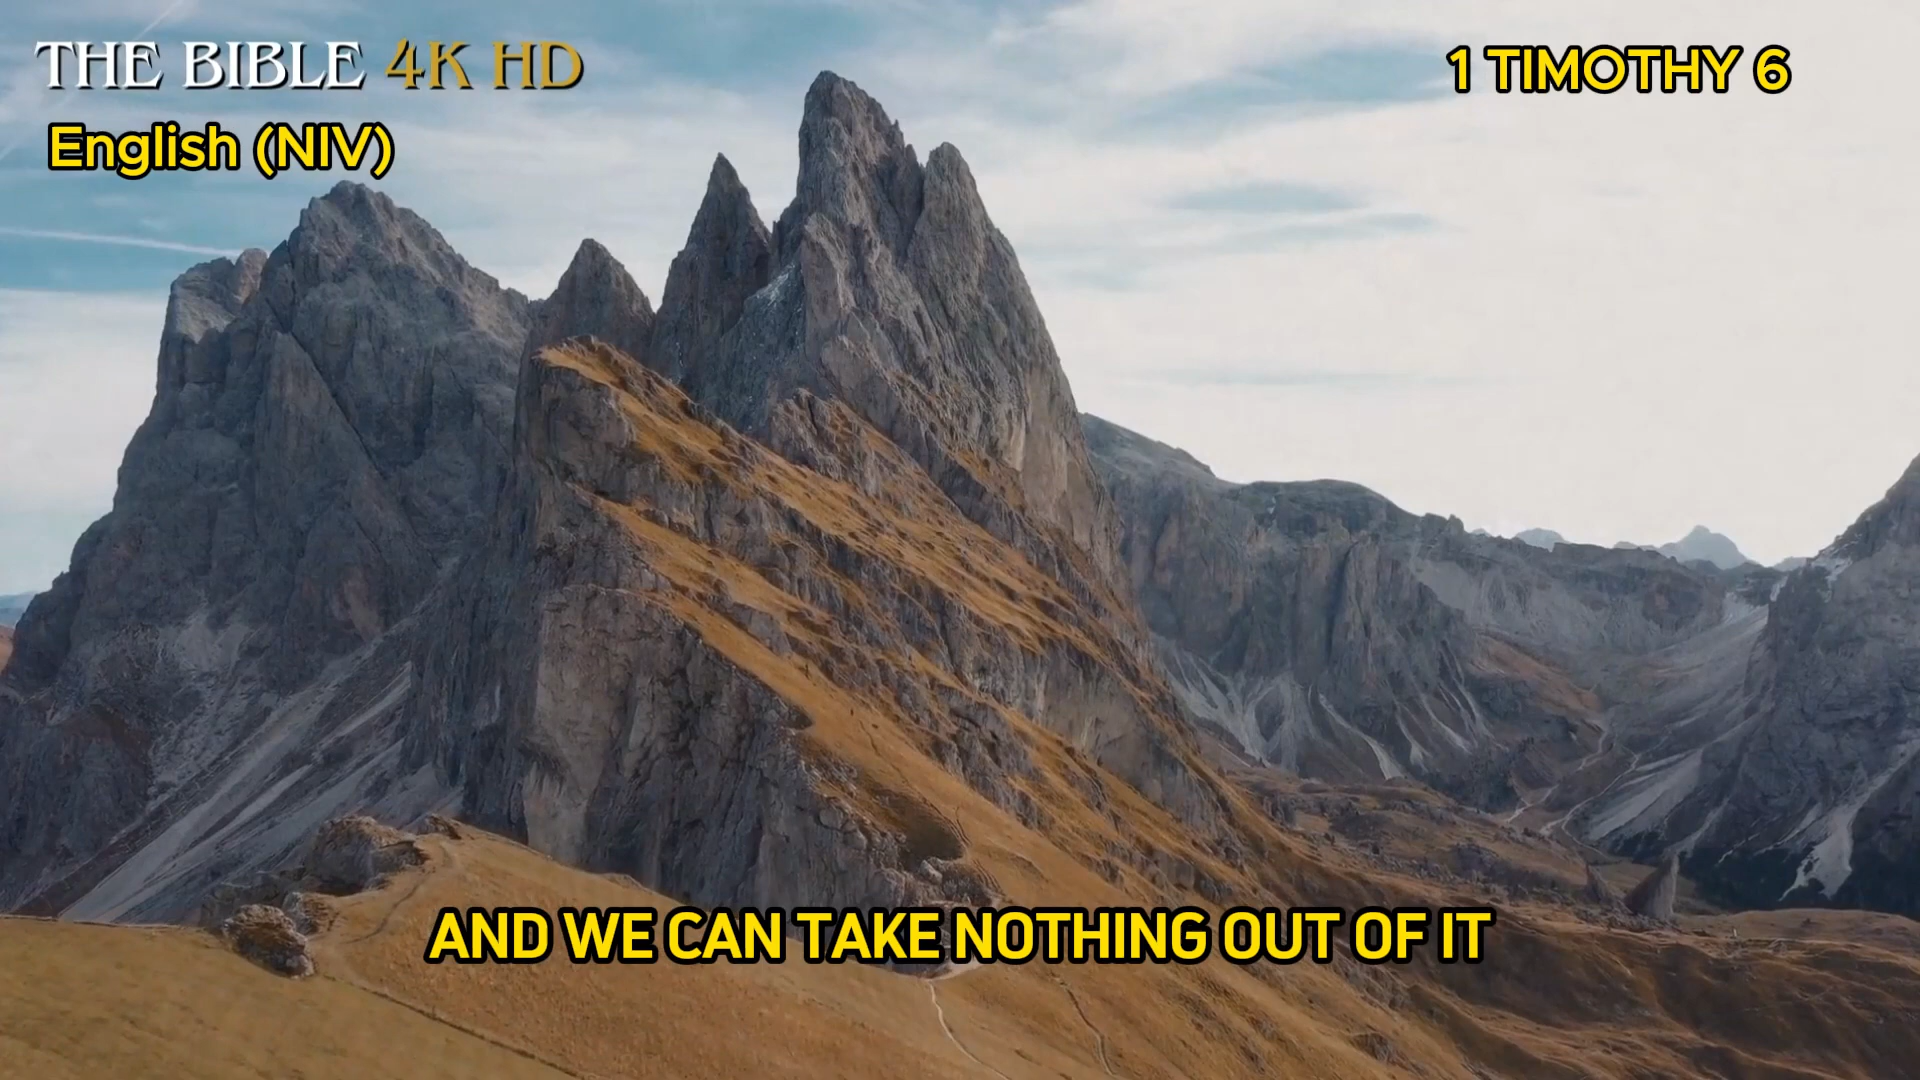 THE BIBLE 4K HD
1 TIMOTHY 6
English (NIV)
AND WE CAN TAKE NOTHING OUT OF IT